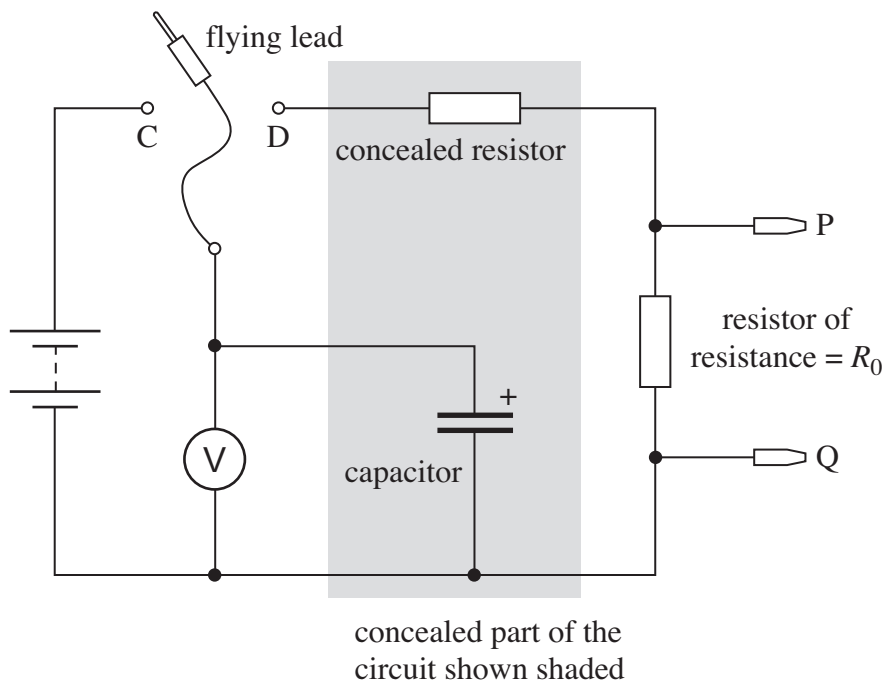 flying lead
C
D
concealed resistor
P
resistor of
resistance = R0
+
V
capacitor
Q
concealed part of the
circuit shown shaded